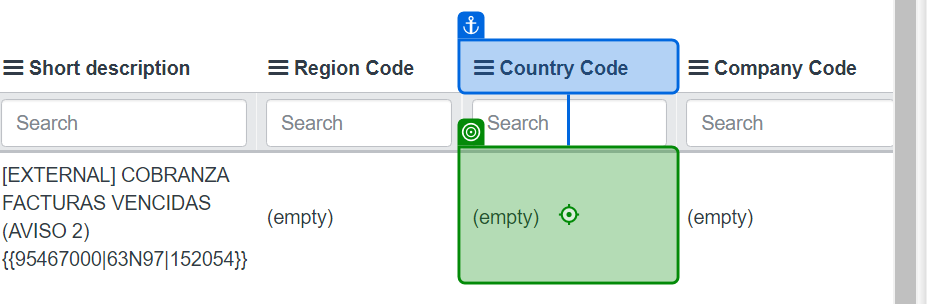 Short description Region Code Country Code Company Code
Search Search Search Search
[EXTERNAL] COBRANZA
FACTURAS VENCIDAS
(AVISO 2)
{{95467000|63N97|152054}}
(empty) (empty) (empty)